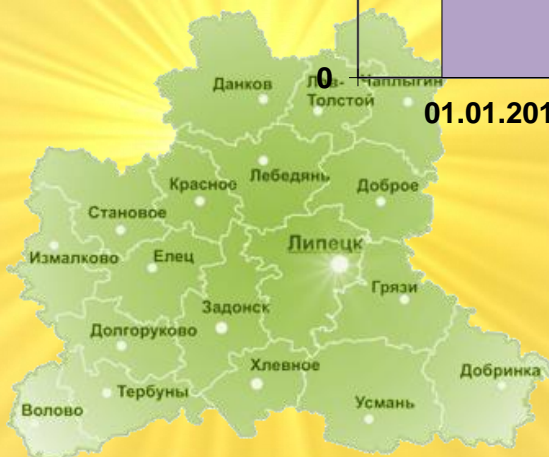 0
Данков
Лев-
Толстой
Чаплыгин
01.01.201
Красное
Лебедянь
Доброе
Становое
Липецк
Измалково
Елец
Грязи
Задонск
Долгоруково
Хлевное
Добринка
Тербуны
Усмань
Волово